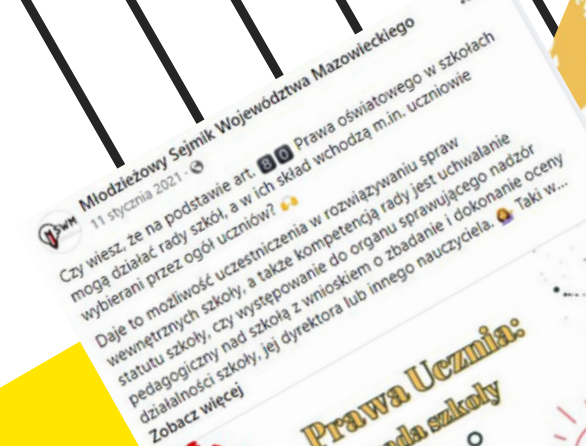 Młodzieżowy Sejmik Województwa Mazowieckiego
11 stycznia 2021 ·
SWM
Czy wiesz, że na podstawie art. 8 0 Prawa oświatowego w szkołach
mogą działać rady szkół, a w ich skład wchodzą m.in. uczniowie
wybierani przez ogół uczniów?
Daje to możliwość uczestniczenia w rozwiązywaniu spraw
wewnętrznych szkoły, a także kompetencją rady jest uchwalanie
statutu szkoły, czy występowanie do organu sprawującego nadzór
pedagogiczny nad szkołą z wnioskiem o zbadanie i dokonanie oceny
działalności szkoły, jej dyrektora lub innego nauczyciela. Taki w...
Zobacz więcej
Prawa Ucznia:
szkoły